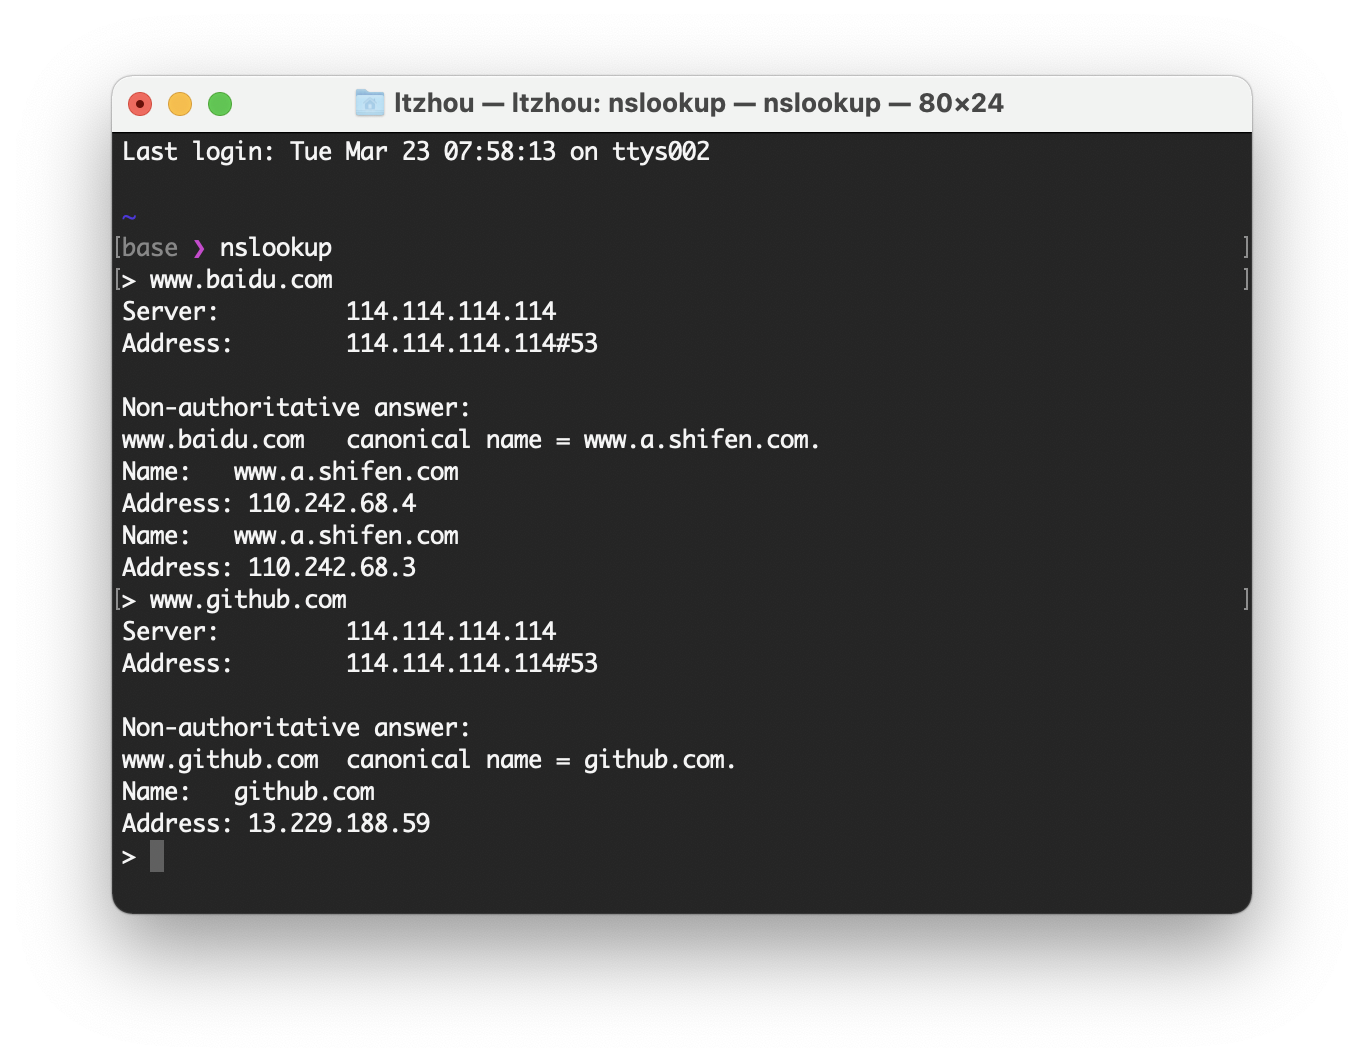 ltzhou — ltzhou: nslookup — nslookup — 80×24
Last login: Tue Mar 23 07:58:13 on ttys002
~
[base ❯ nslookup ]
[> www.baidu.com ]
Server: 114.114.114.114
Address: 114.114.114.114#53
Non-authoritative answer:
www.baidu.com canonical name = www.a.shifen.com.
Name: www.a.shifen.com
Address: 110.242.68.4
Name: www.a.shifen.com
Address: 110.242.68.3
[> www.github.com ]
Server: 114.114.114.114
Address: 114.114.114.114#53
Non-authoritative answer:
www.github.com canonical name = github.com.
Name: github.com
Address: 13.229.188.59
>